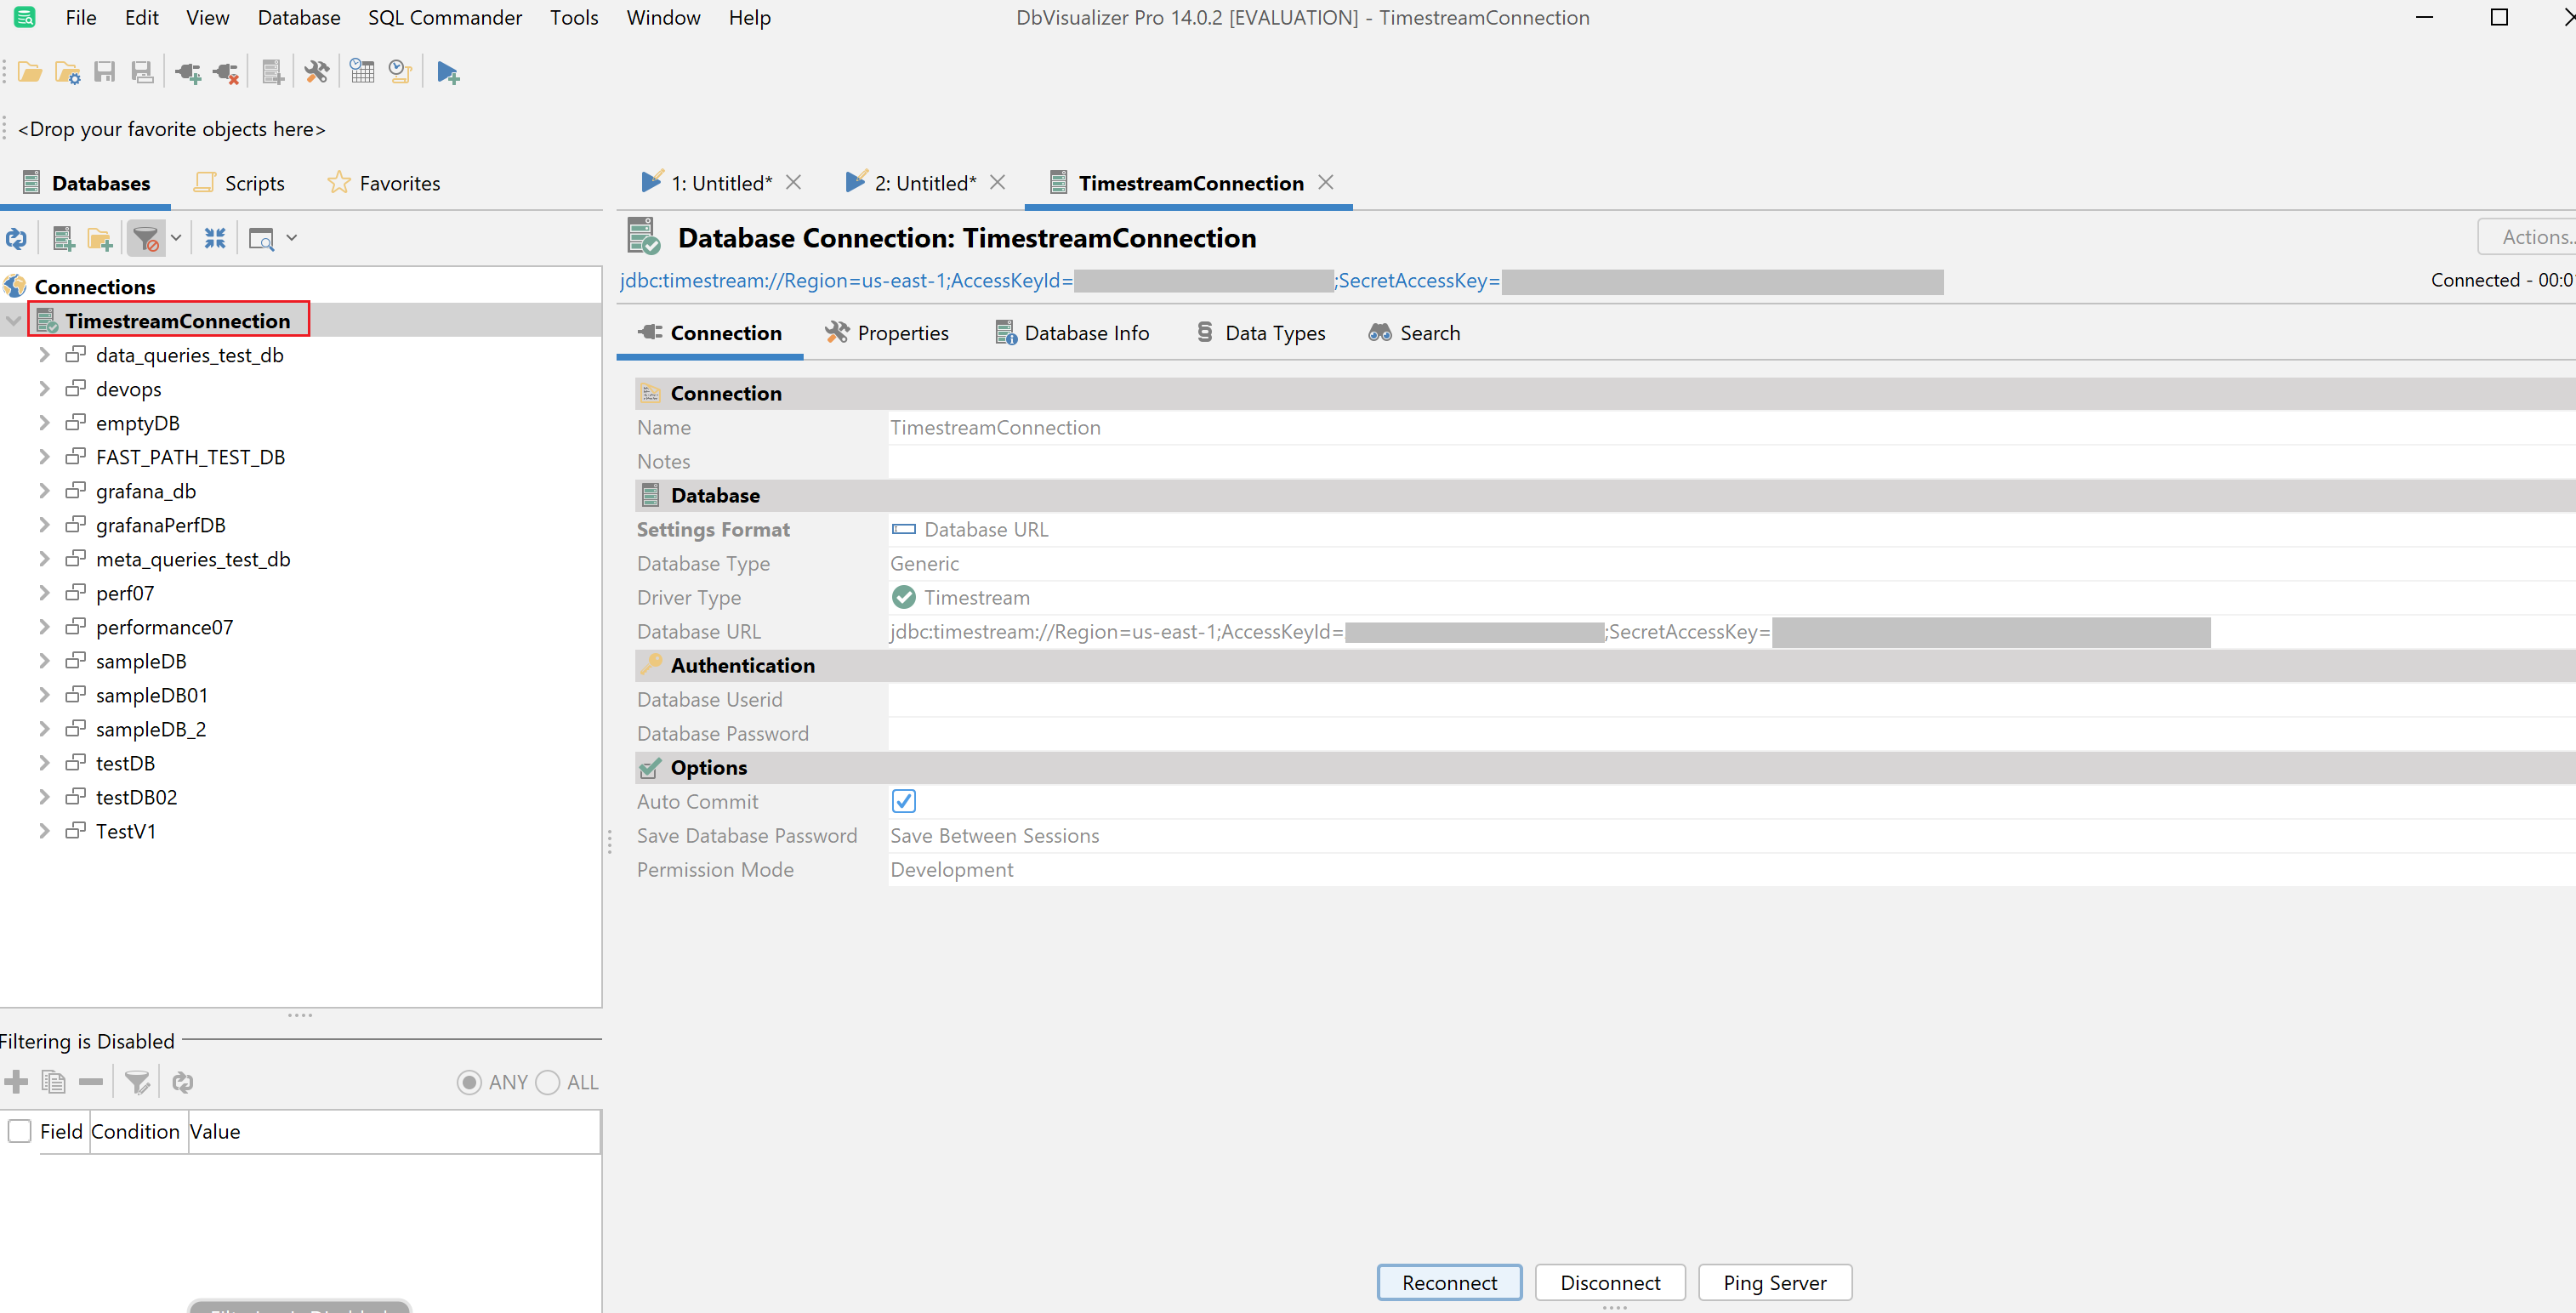 File Edit View Database SQL Commander Tools Window Help
DbVisualizer Pro 14.0.2 [EVALUATION] - TimestreamConnection
<Drop your favorite objects here>
Databases Scripts Favorites
1: Untitled* 2: Untitled* TimestreamConnection
Database Connection: TimestreamConnection
Actions..
jdbc:timestream://Region=us-east-1;AccessKeyId= ;SecretAccessKey=
Connected - 00:0
Connections
TimestreamConnection
data_queries_test_db
devops
emptyDB
FAST_PATH_TEST_DB
grafana_db
grafanaPerfDB
meta_queries_test_db
perf07
performance07
sampleDB
sampleDB01
sampleDB_2
testDB
testDB02
TestV1
Connection Properties Database Info Data Types Search
Connection
Name TimestreamConnection
Notes
Database
Settings Format Database URL
Database Type Generic
Driver Type Timestream
Database URL jdbc:timestream://Region=us-east-1;AccessKeyId= ;SecretAccessKey=
Authentication
Database Userid
Database Password
Options
Auto Commit
Save Database Password Save Between Sessions
Permission Mode Development
Filtering is Disabled
ANY ALL
Field Condition Value
Reconnect Disconnect Ping Server